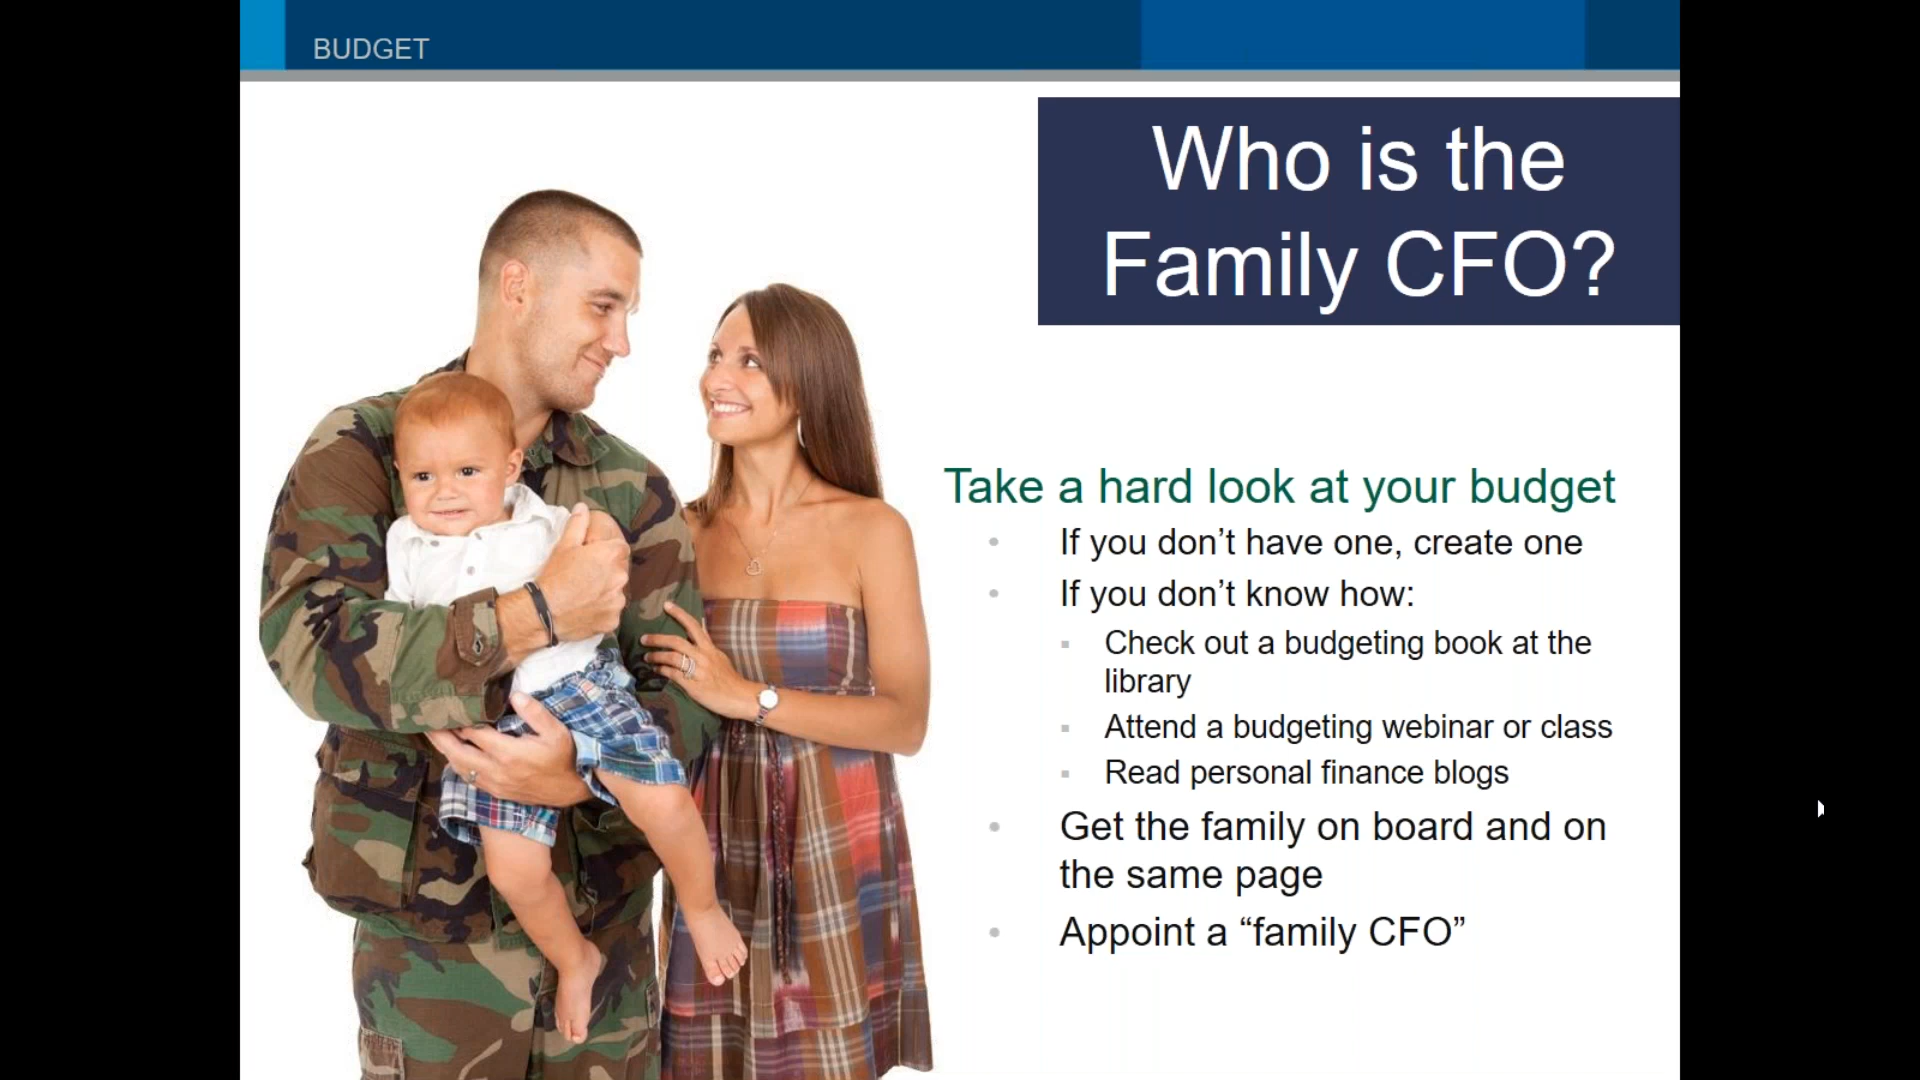 BUDGET
Who is the
Family CFO?
Take a hard look at your budget
If you don’t have one, create one
If you don’t know how:
Check out a budgeting book at the
library
Attend a budgeting webinar or class
Read personal finance blogs
Get the family on board and on
the same page
Appoint a “family CFO”